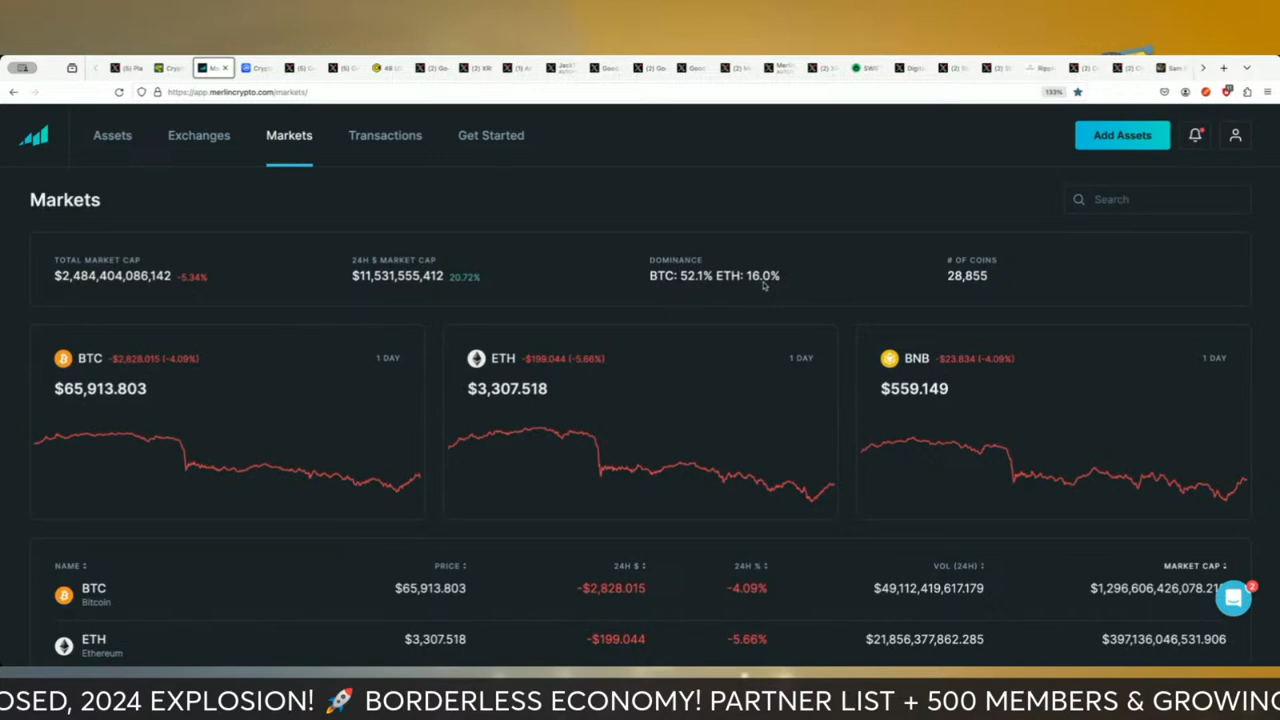 https://app.merlincrypto.com/markets/
133%
Assets
Exchanges
Markets
Transactions
Get Started
Add Assets
Markets
Search
TOTAL MARKET CAP
$2,484,404,086,142 -5.34%
24H $ MARKET CAP
$11,531,555,412 20.72%
DOMINANCE
BTC: 52.1% ETH: 16.0%
# OF COINS
28,855
BTC -$2,828.015 (-4.09%) 1 DAY
$65,913.803
ETH -$199.044 (-5.66%) 1 DAY
$3,307.518
BNB -$23.834 (-4.09%) 1 DAY
$559.149
NAME PRICE 24H $ 24H % VOL (24H) MARKET CAP
BTC $65,913.803 -$2,828.015 -4.09% $49,112,419,617.179
Bitcoin
2
ETH $3,307.518 -$199.044 -5.66% $21,856,377,862.285 $397,136,046,531.906
Ethereum
OSED, 2024 EXPLOSION! 🚀 BORDERLESS ECONOMY! PARTNER LIST + 500 MEMBERS & GROWING